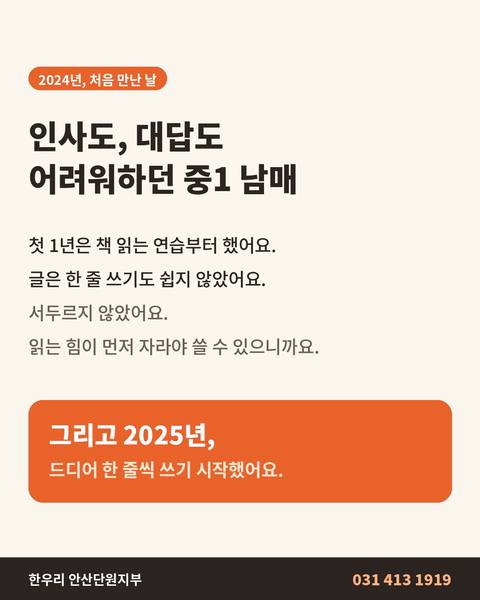 2024년, 처음 만난 날
인사도, 대답도
어려워하던 중1 남매
첫 1년은 책 읽는 연습부터 했어요.
글은 한 줄 쓰기도 쉽지 않았어요.
서두르지 않았어요.
읽는 힘이 먼저 자라야 쓸 수 있으니까요.
그리고 2025년,
드디어 한 줄씩 쓰기 시작했어요.
한우리 안산단원지부
031 413 1919